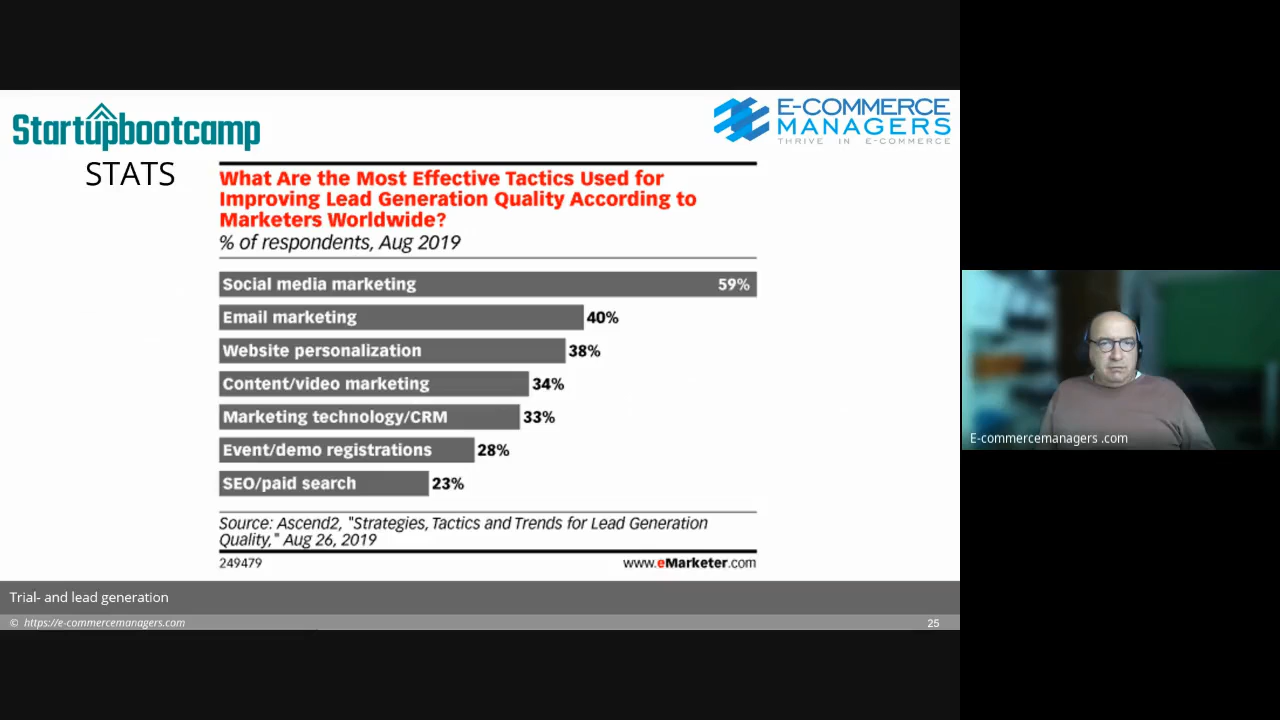 Startupbootcamp
E-COMMERCE
MANAGERS
THRIVE IN E-COMMERCE
STATS
What Are the Most Effective Tactics Used for
Improving Lead Generation Quality According to
Marketers Worldwide?
% of respondents, Aug 2019
Social media marketing 59%
Email marketing 40%
Website personalization 38%
Content/video marketing 34%
Marketing technology/CRM 33%
Event/demo registrations 28%
SEO/paid search 23%
Source: Ascend2, "Strategies, Tactics and Trends for Lead Generation
Quality," Aug 26, 2019
249479 www.eMarketer.com
Trial- and lead generation
© https://e-commercemanagers.com 25
E-commercemanagers .com